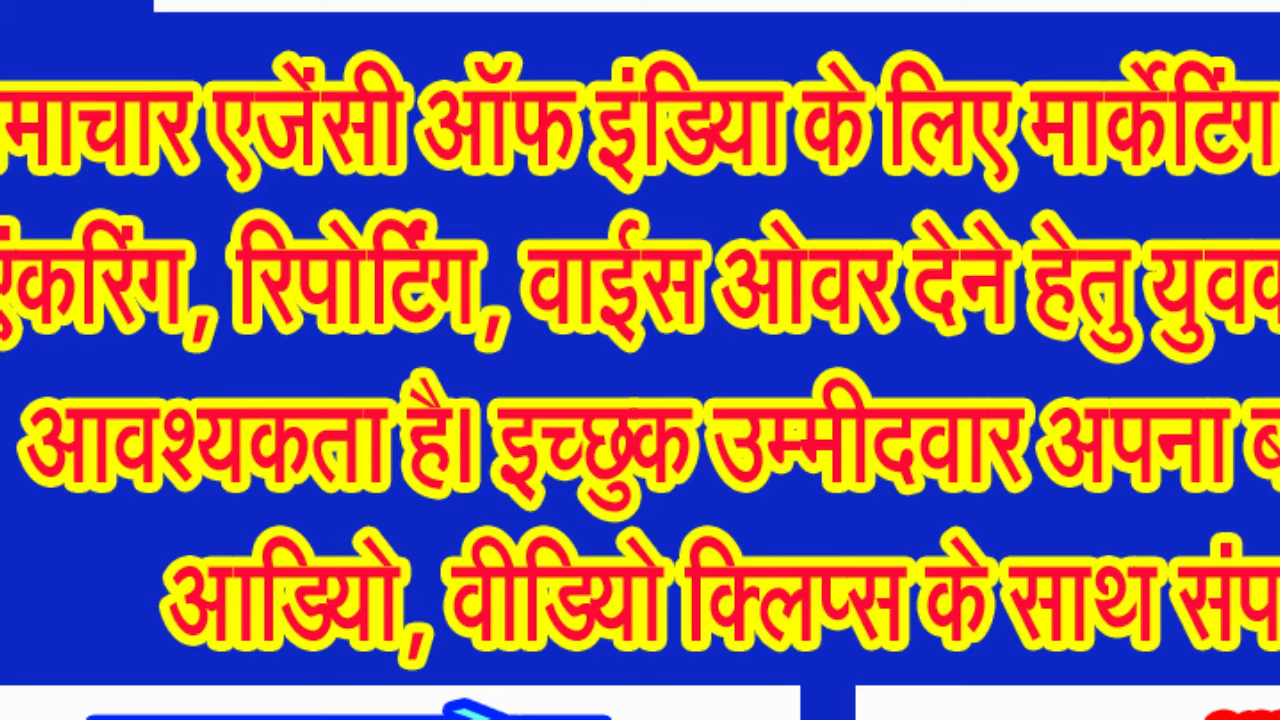 माचार एजेंसी ऑफ इंडिया के लिए मार्केटिंग
एंकरिंग, रिपोर्टिंग, वाईस ओवर देने हेतु युवक
आवश्यकता है। इच्छुक उम्मीदवार अपना
आडियो, वीडियो क्लिप्स के साथ संप